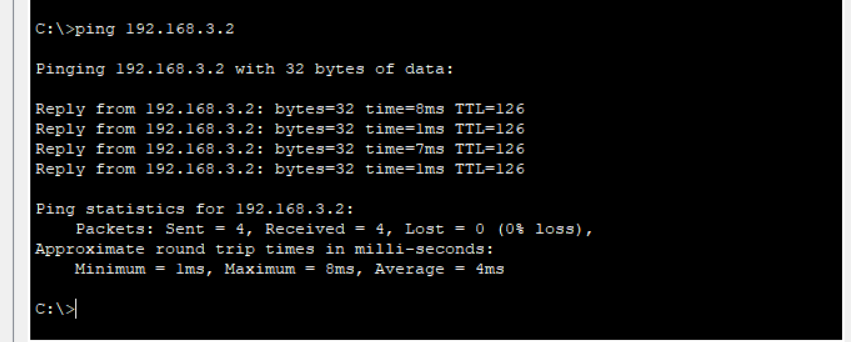 C:\>ping 192.168.3.2
Pinging 192.168.3.2 with 32 bytes of data:
Reply from 192.168.3.2: bytes=32 time=8ms TTL=126
Reply from 192.168.3.2: bytes=32 time=1ms TTL=126
Reply from 192.168.3.2: bytes=32 time=7ms TTL=126
Reply from 192.168.3.2: bytes=32 time=1ms TTL=126
Ping statistics for 192.168.3.2:
    Packets: Sent = 4, Received = 4, Lost = 0 (0% loss),
Approximate round trip times in milli-seconds:
    Minimum = 1ms, Maximum = 8ms, Average = 4ms
C:\>